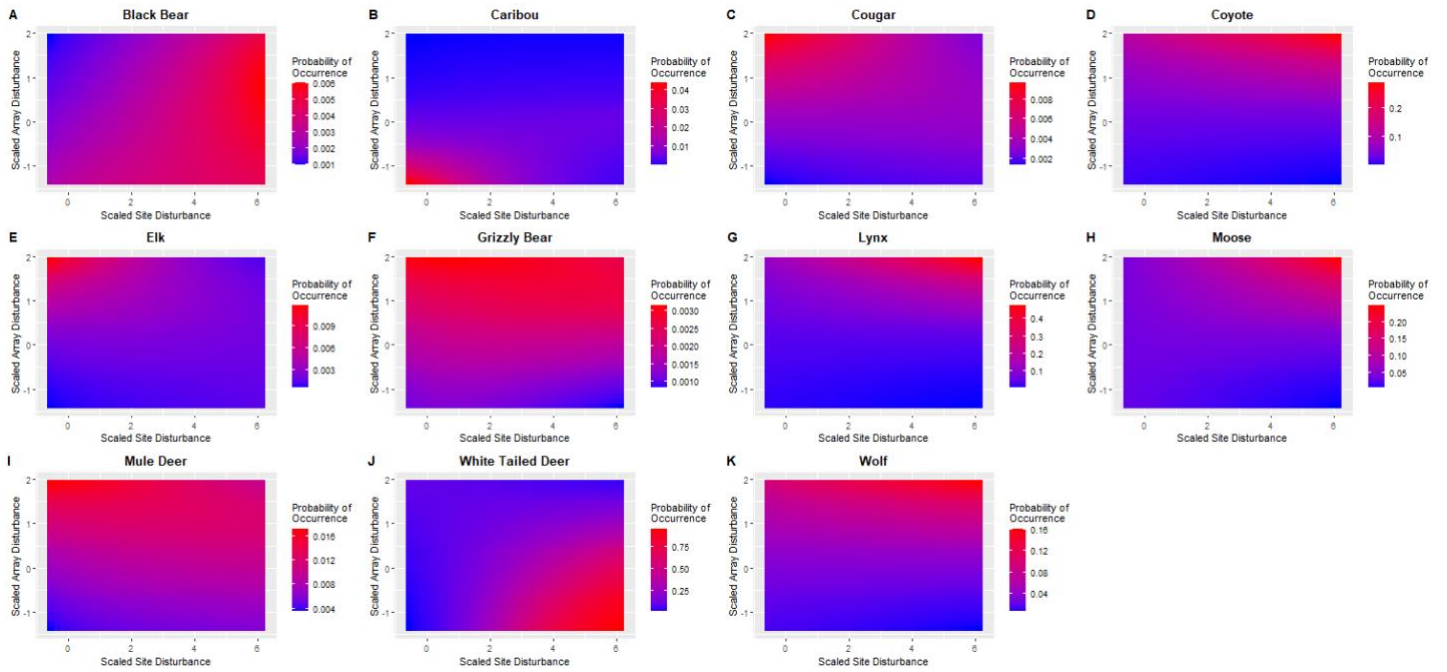 A Black Bear
Scaled Array Disturbance
2
1
0
-1
0 2 4 6
Scaled Site Disturbance
Probability of
Occurrence
0.006
0.005
0.004
0.003
0.002
0.001
B Caribou
Scaled Array Disturbance
2
1
0
-1
0 2 4 6
Scaled Site Disturbance
Probability of
Occurrence
0.04
0.03
0.02
0.01
C Cougar
Scaled Array Disturbance
2
1
0
-1
0 2 4 6
Scaled Site Disturbance
Probability of
Occurrence
0.008
0.006
0.004
0.002
D Coyote
Scaled Array Disturbance
2
1
0
-1
0 2 4 6
Scaled Site Disturbance
Probability of
Occurrence
0.2
0.1
E Elk
Scaled Array Disturbance
2
1
0
-1
0 2 4 6
Scaled Site Disturbance
Probability of
Occurrence
0.009
0.006
0.003
F Grizzly Bear
Scaled Array Disturbance
2
1
0
-1
0 2 4 6
Scaled Site Disturbance
Probability of
Occurrence
0.0030
0.0025
0.0020
0.0015
0.0010
G Lynx
Scaled Array Disturbance
2
1
0
-1
0 2 4 6
Scaled Site Disturbance
Probability of
Occurrence
0.4
0.3
0.2
0.1
H Moose
Scaled Array Disturbance
2
1
0
-1
0 2 4 6
Scaled Site Disturbance
Probability of
Occurrence
0.20
0.15
0.10
0.05
I Mule Deer
Scaled Array Disturbance
2
1
0
-1
0 2 4 6
Scaled Site Disturbance
Probability of
Occurrence
0.016
0.012
0.008
0.004
J White Tailed Deer
Scaled Array Disturbance
2
1
0
-1
0 2 4 6
Scaled Site Disturbance
Probability of
Occurrence
0.75
0.50
0.25
K Wolf
Scaled Array Disturbance
2
1
0
-1
0 2 4 6
Scaled Site Disturbance
Probability of
Occurrence
0.16
0.12
0.08
0.04